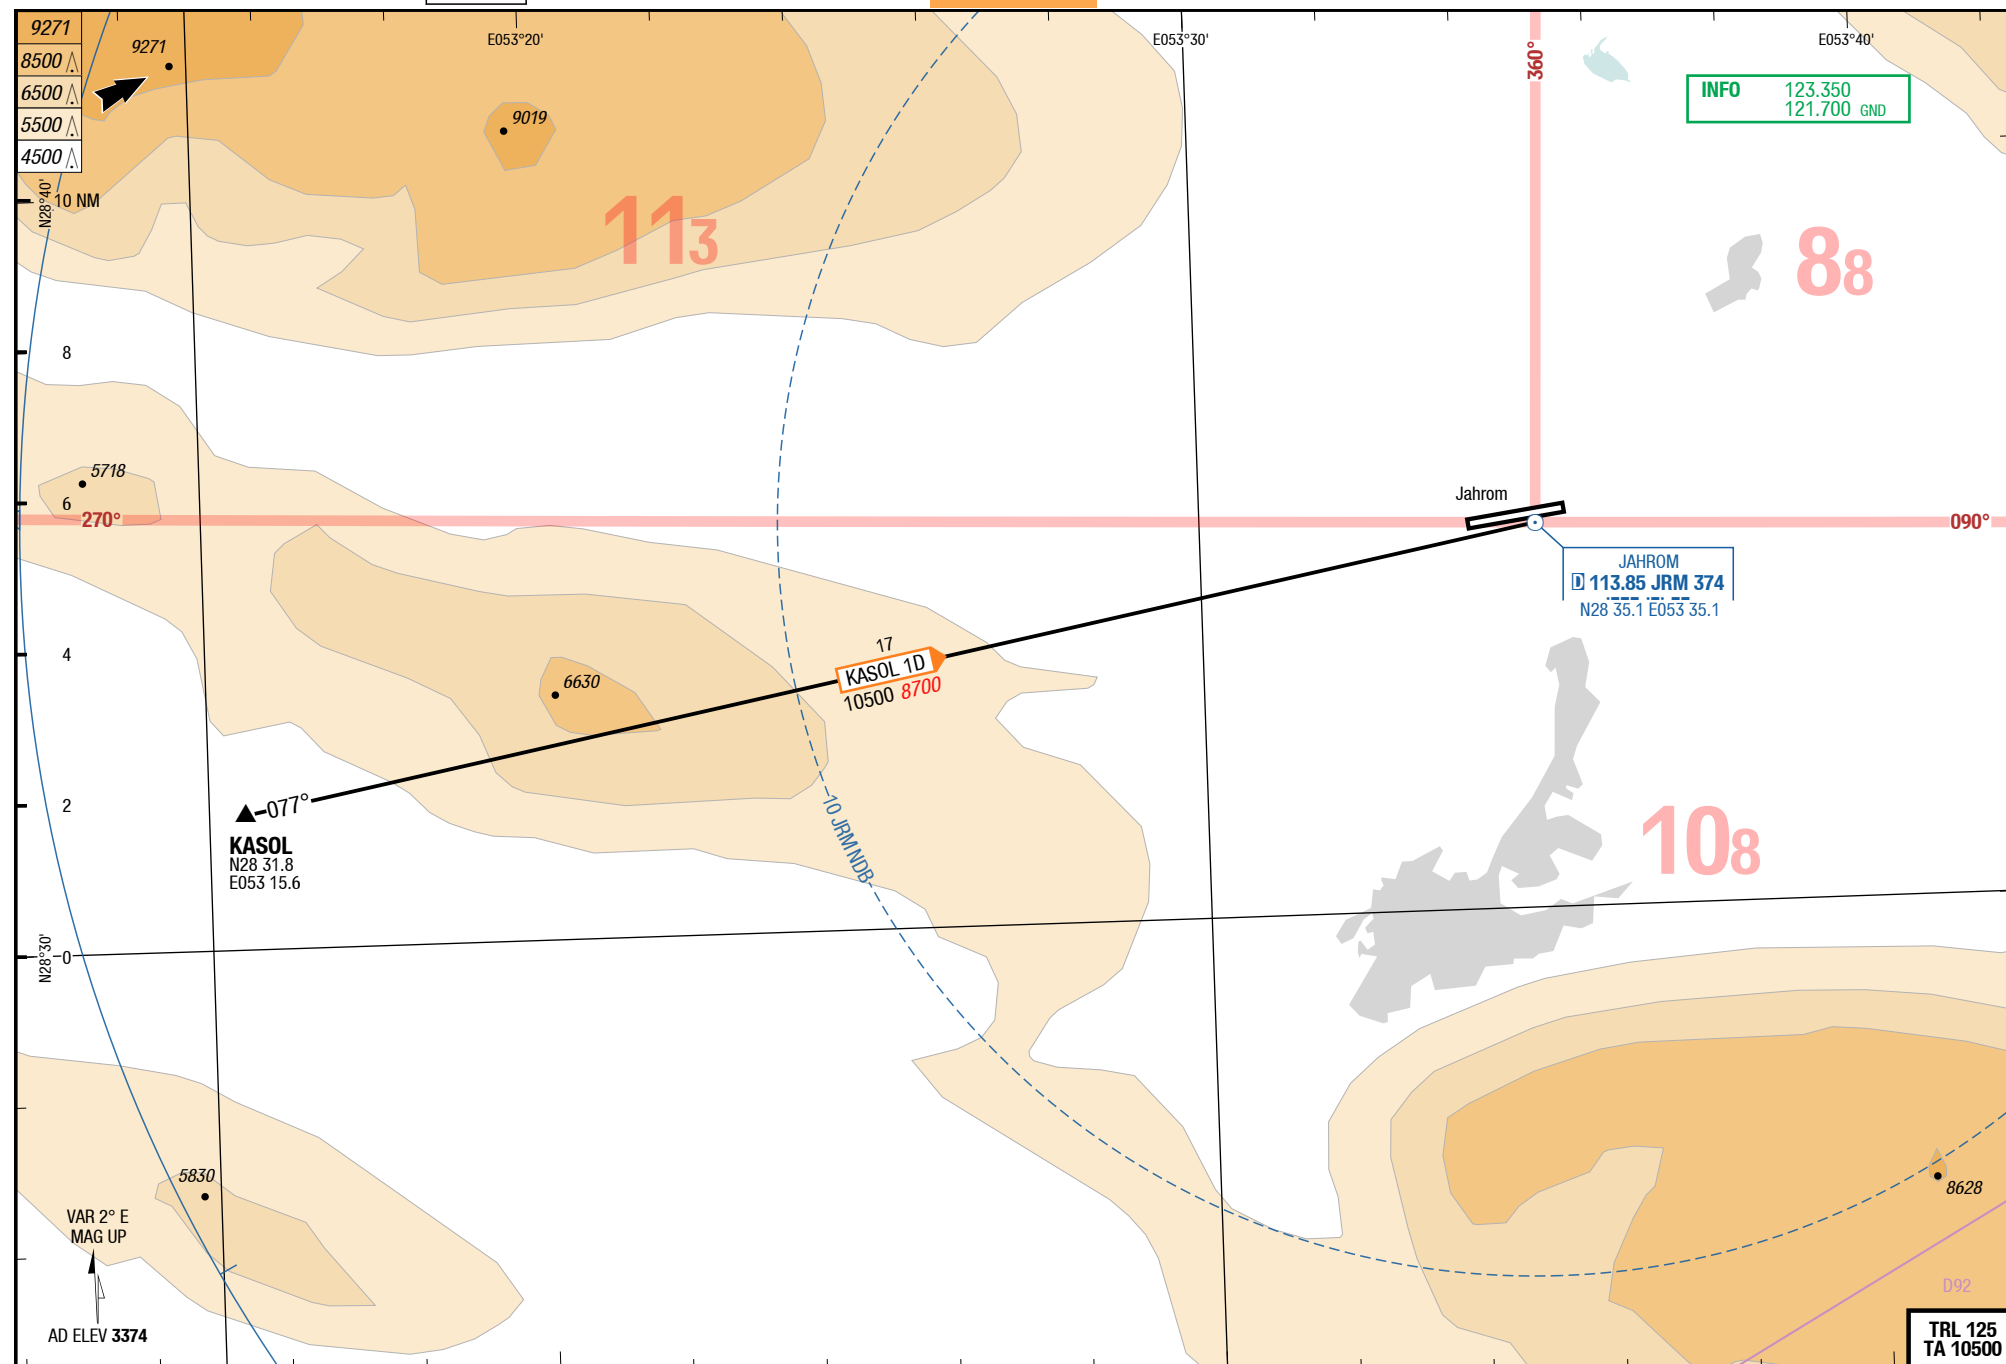 9271
8500
6500
5500
4500
9271
E053°20'
E053°30'
E053°40'
360°
INFO 123.350
121.700 GND
9019
N28°40'
10 NM
113
88
8
5718
6
270°
090°
Jahrom
JAHROM
D 113.85 JRM 374
N28 35.1 E053 35.1
4
17
KASOL 1D
10500 8700
6630
2
077°
KASOL
N28 31.8
E053 15.6
10 JRM NDB
108
N28°30'
0
5830
8628
VAR 2° E
MAG UP
D92
AD ELEV 3374
TRL 125
TA 10500